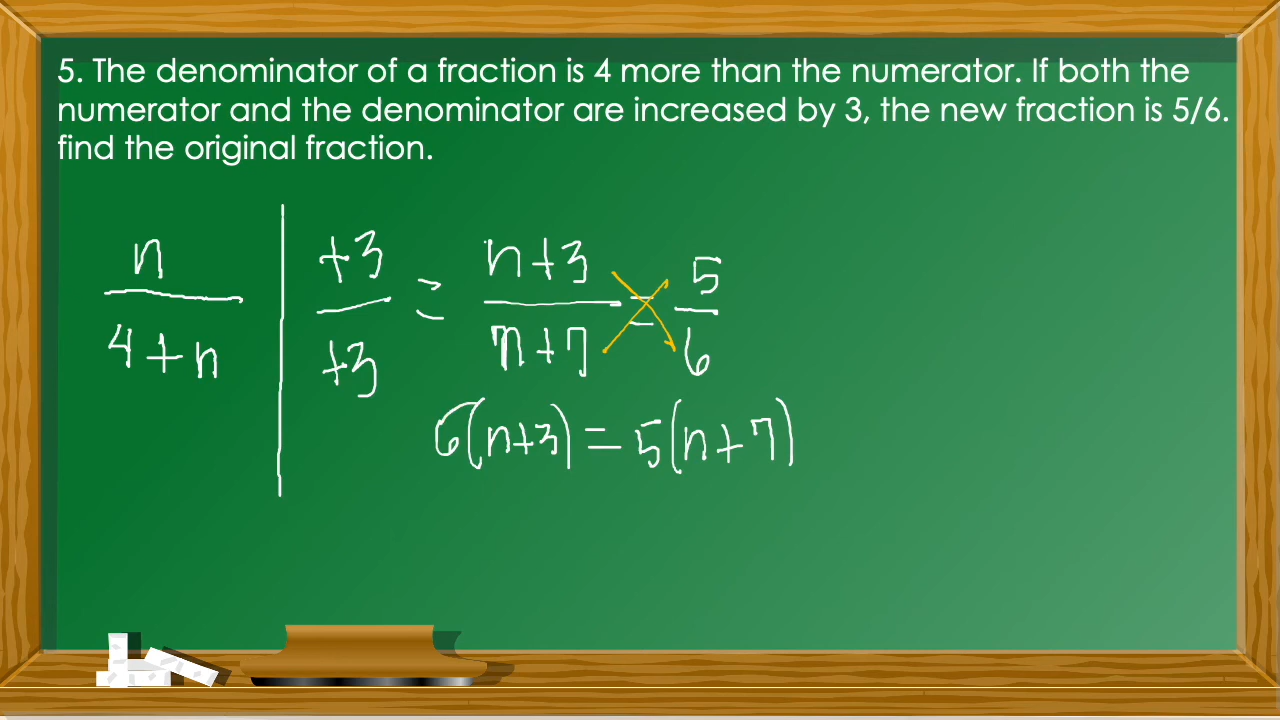 5. The denominator of a fraction is 4 more than the numerator. If both the
numerator and the denominator are increased by 3, the new fraction is 5/6.
find the original fraction.
n +3 = n+3 = 5
4+n +3 n+7 6
6(n+3) = 5(n+7)